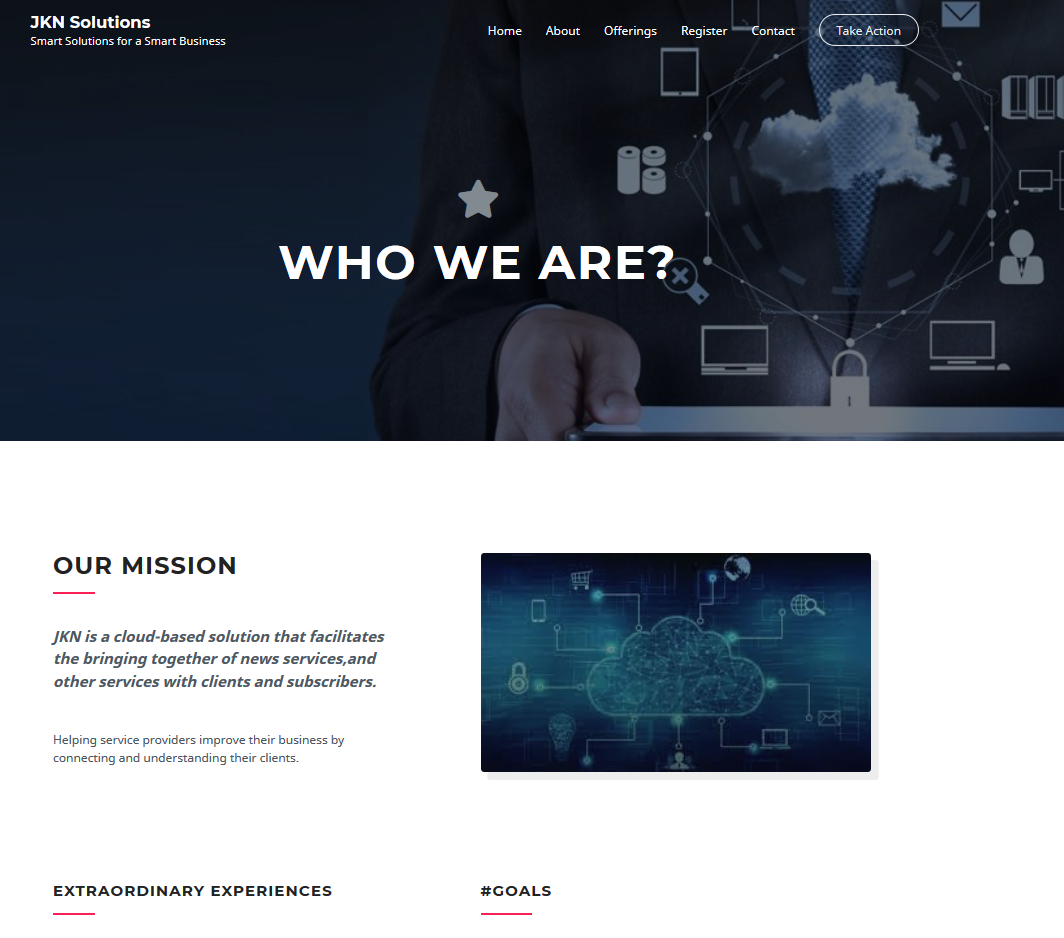 JKN Solutions
Smart Solutions for a Smart Business
Home About Offerings Register Contact Take Action
WHO WE ARE?
OUR MISSION
JKN is a cloud-based solution that facilitates
the bringing together of news services,and
other services with clients and subscribers.
Helping service providers improve their business by
connecting and understanding their clients.
EXTRAORDINARY EXPERIENCES
#GOALS